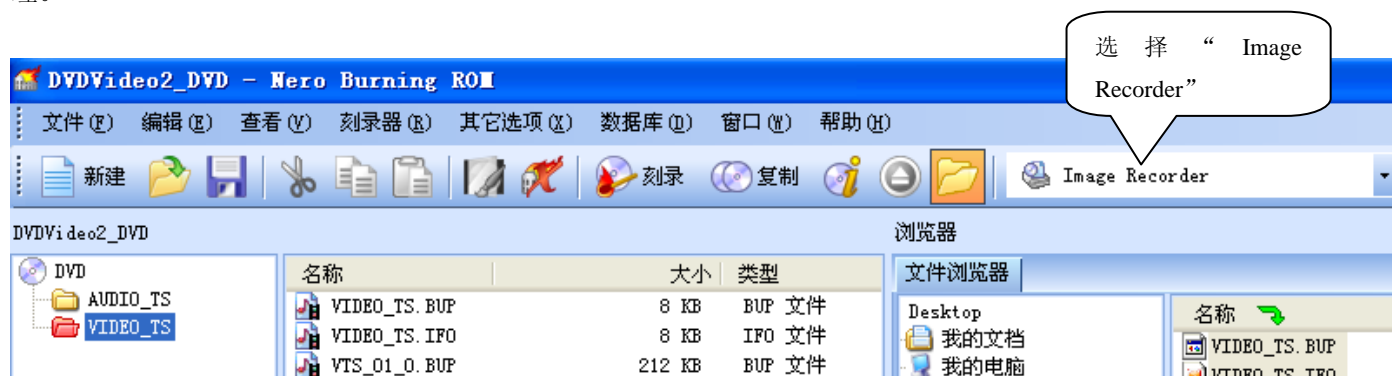 选 择 “ Image
Recorder”
DVDVideo2_DVD - Nero Burning ROM
文件(F) 编辑(E) 查看(V) 刻录器(R) 其它选项(X) 数据库(D) 窗口(W) 帮助(H)
新建 刻录 复制 Image Recorder
DVDVideo2_DVD 浏览器
DVD 名称 大小 类型 文件浏览器
AUDIO_TS VIDEO_TS.BUP 8 KB BUP 文件 Desktop 名称
VIDEO_TS VIDEO_TS.IFO 8 KB IFO 文件 我的文档 VIDEO_TS.BUP
VTS_01_0.BUP 212 KB BUP 文件 我的电脑 VIDEO_TS.IFO